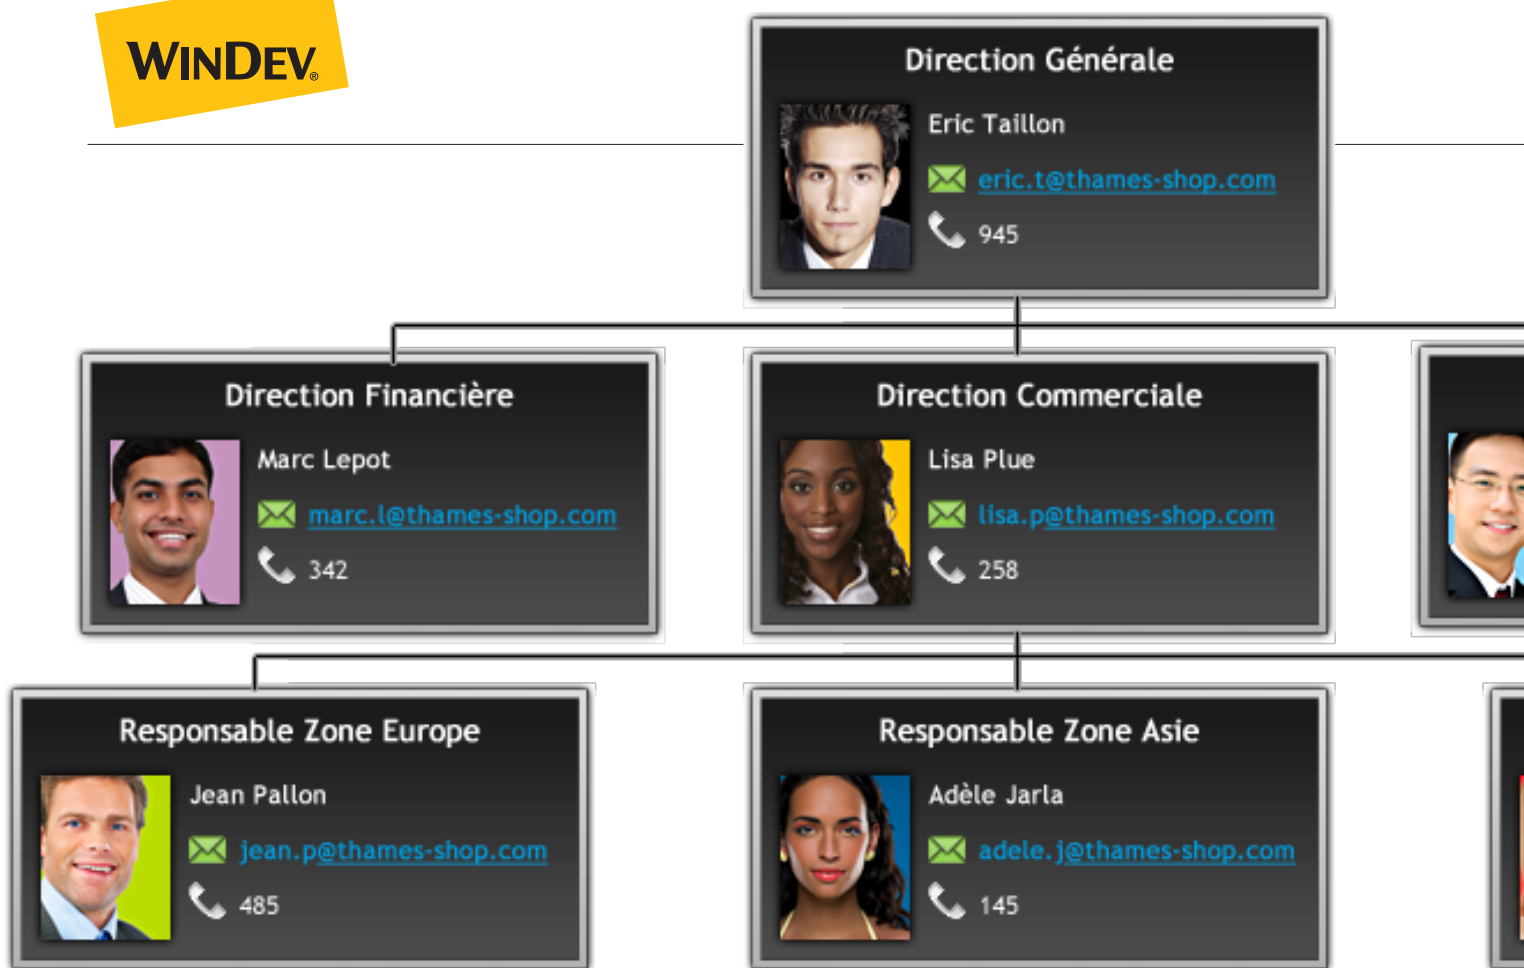 WINDEV®
Direction Générale
Eric Taillon
eric.t@thames-shop.com
945
Direction Financière
Marc Lepot
marc.l@thames-shop.com
342
Direction Commerciale
Lisa Plue
lisa.p@thames-shop.com
258
Responsable Zone Europe
Jean Pallon
jean.p@thames-shop.com
485
Responsable Zone Asie
Adèle Jarla
adele.j@thames-shop.com
145